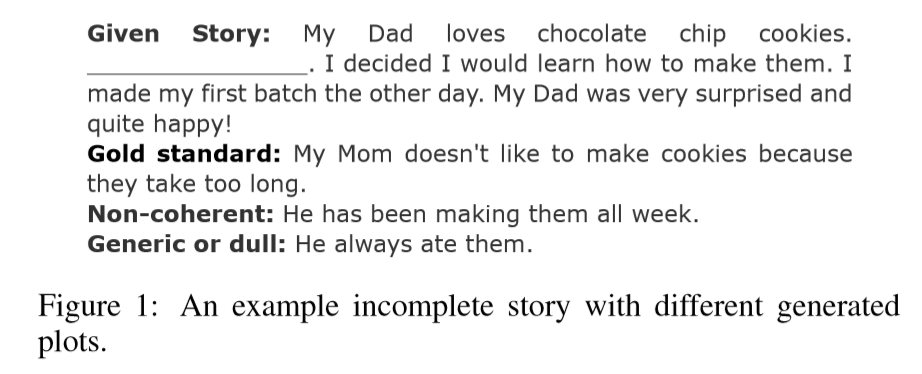 Given Story: My Dad loves chocolate chip cookies.
____________________. I decided I would learn how to make them. I
made my first batch the other day. My Dad was very surprised and
quite happy!
Gold standard: My Mom doesn't like to make cookies because
they take too long.
Non-coherent: He has been making them all week.
Generic or dull: He always ate them.
Figure 1: An example incomplete story with different generated
plots.